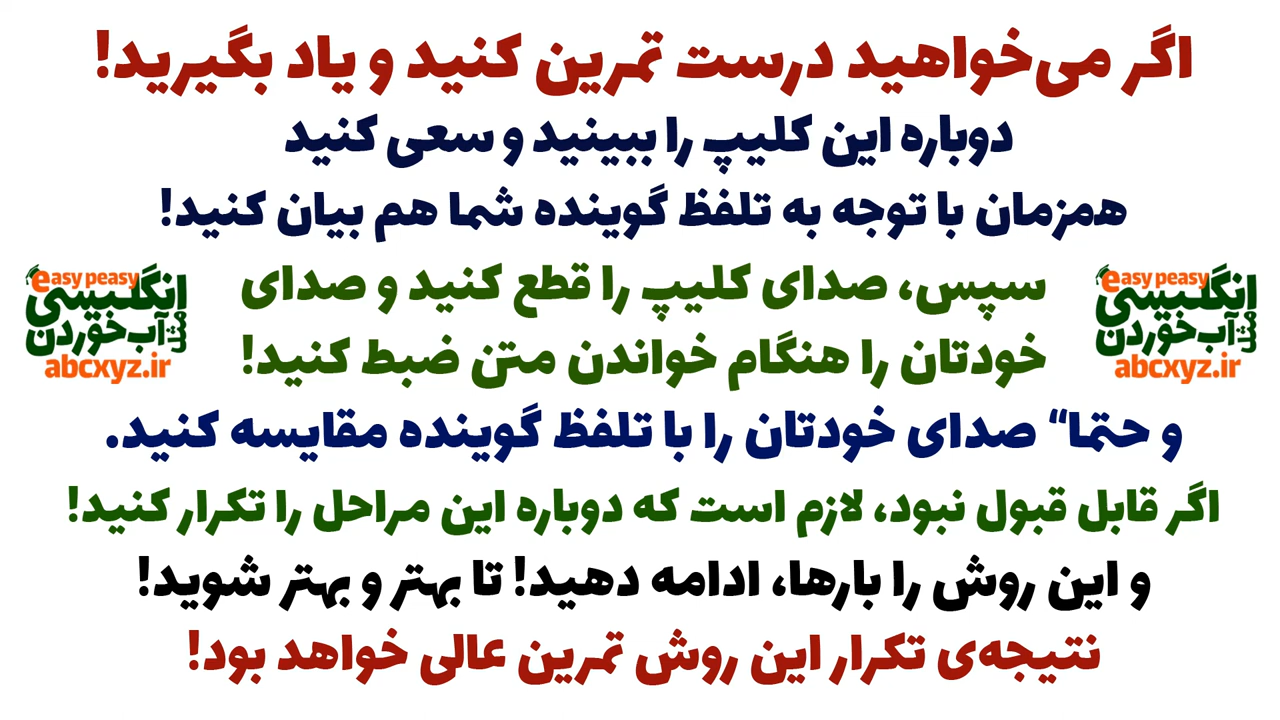 اگر می‌خواهید درست تمرین کنید و یاد بگیرید!
دوباره این کلیپ را ببینید و سعی کنید
همزمان با توجه به تلفظ گوینده شما هم بیان کنید!
سپس، صدای کلیپ را قطع کنید و صدای
خودتان را هنگام خواندن متن ضبط کنید!
و حتما“ صدای خودتان را با تلفظ گوینده مقایسه کنید.
اگر قابل قبول نبود، لازم است که دوباره این مراحل را تکرار کنید!
و این روش را بارها، ادامه دهید! تا بهتر و بهتر شوید!
نتیجه‌ی تکرار این روش تمرین عالی خواهد بود!
easy peasy
انگلیسی
مثل آب خوردن
abcxyz.ir
easy peasy
انگلیسی
مثل آب خوردن
abcxyz.ir